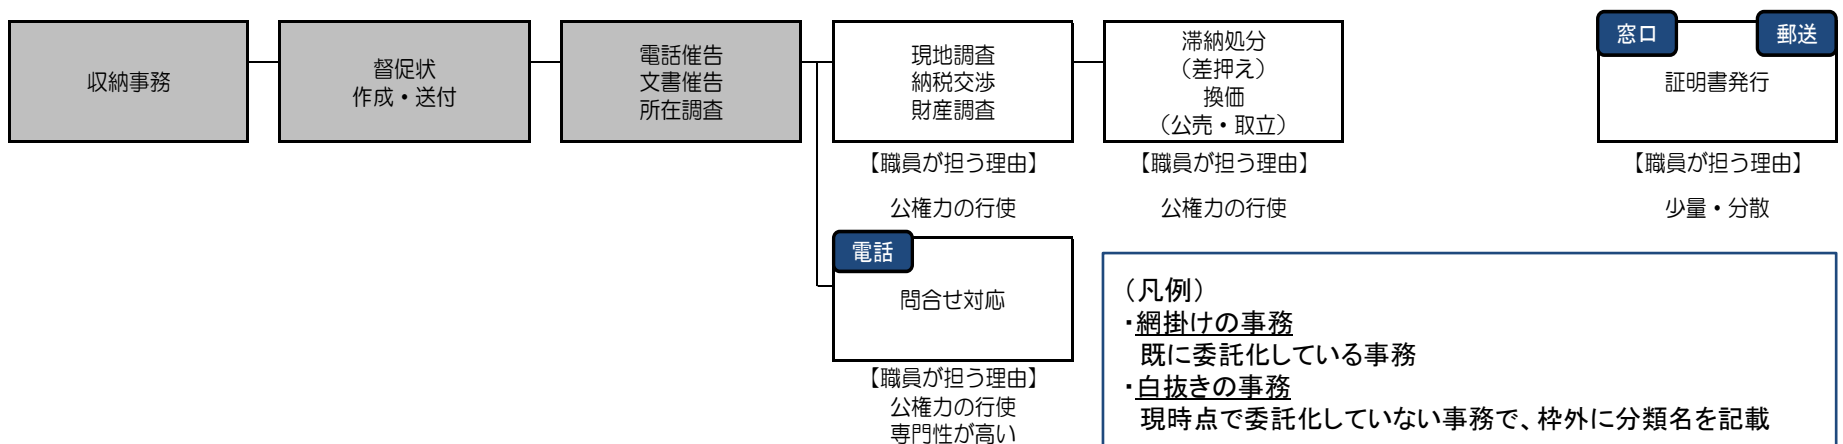 収納事務
督促状
作成・送付
電話催告
文書催告
所在調査
現地調査
納税交渉
財産調査
【職員が担う理由】
公権力の行使
滞納処分
（差押え）
換価
（公売・取立）
【職員が担う理由】
公権力の行使
窓口
郵送
証明書発行
【職員が担う理由】
少量・分散
電話
問合せ対応
【職員が担う理由】
公権力の行使
専門性が高い
（凡例）
・網掛けの事務
既に委託化している事務
・白抜きの事務
現時点で委託化していない事務で、枠外に分類名を記載